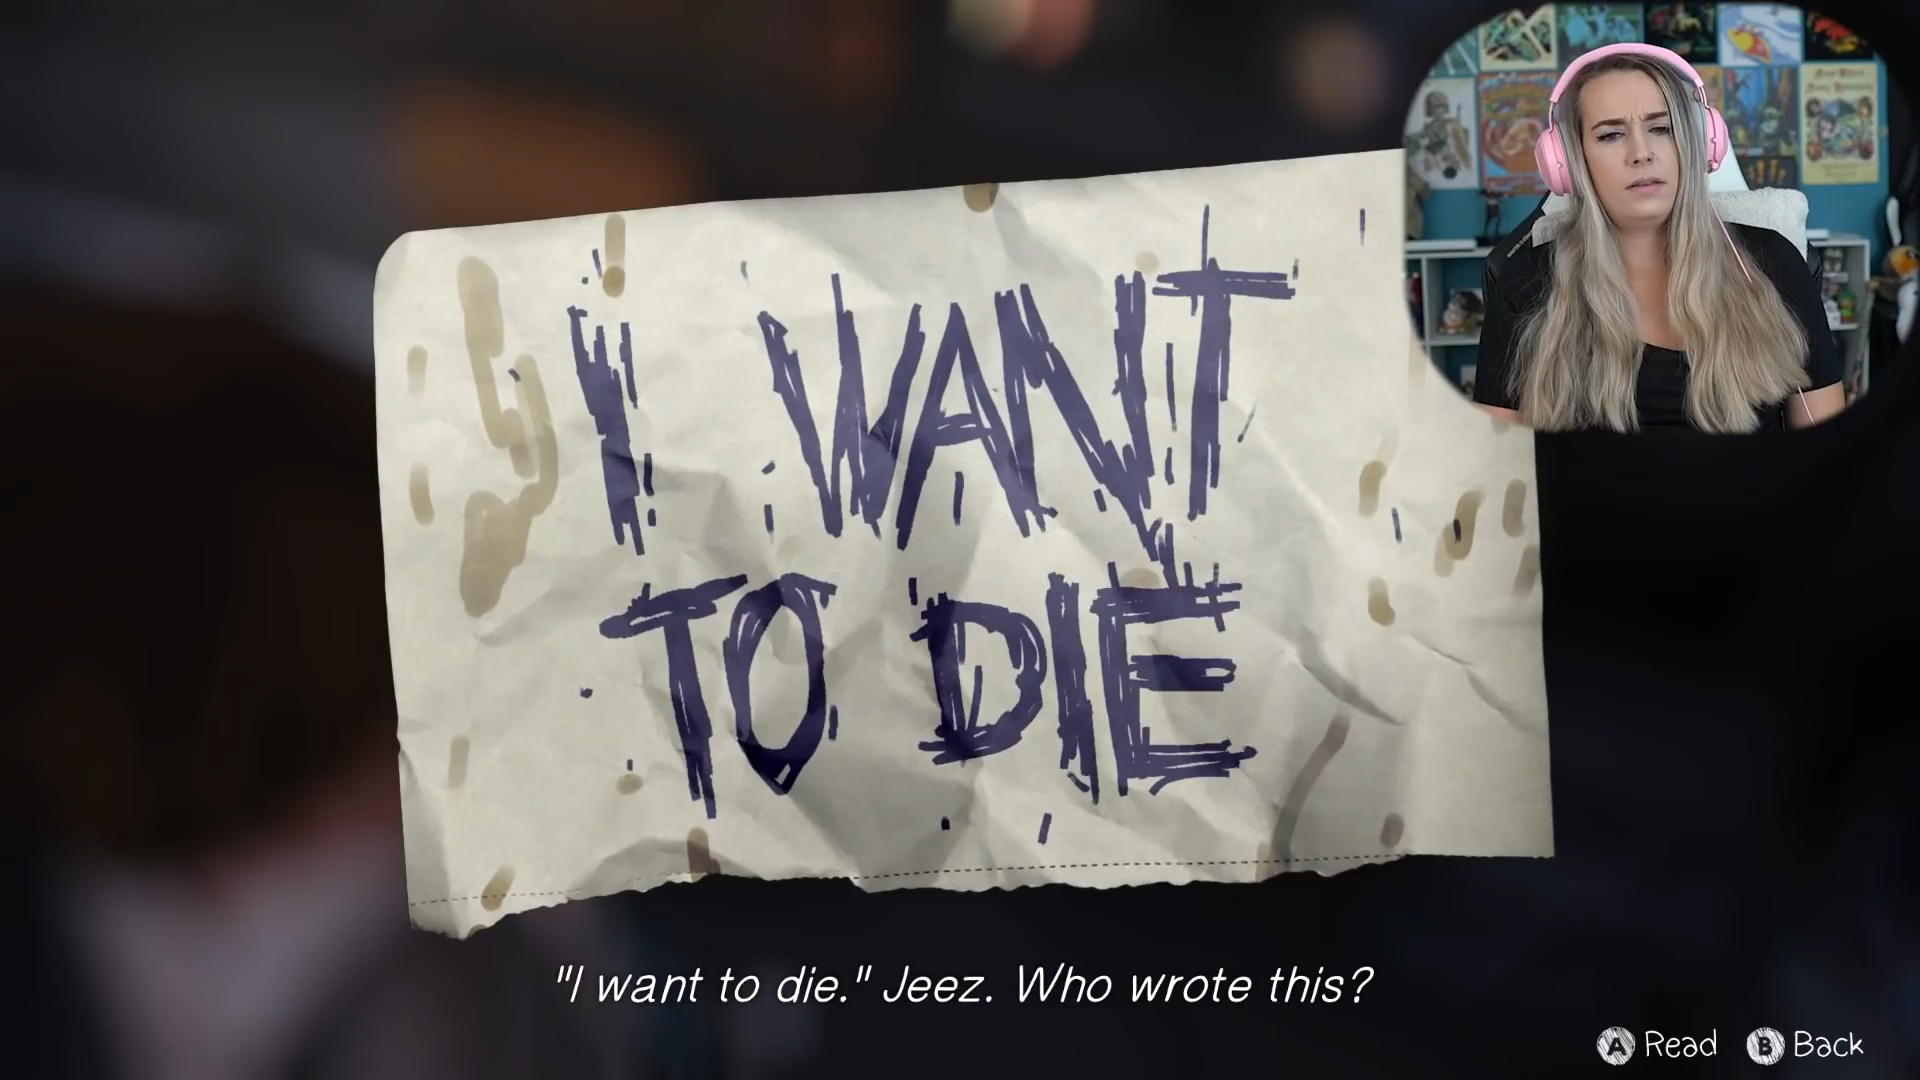 I WANT
TO DIE
"I want to die." Jeez. Who wrote this?
A Read B Back